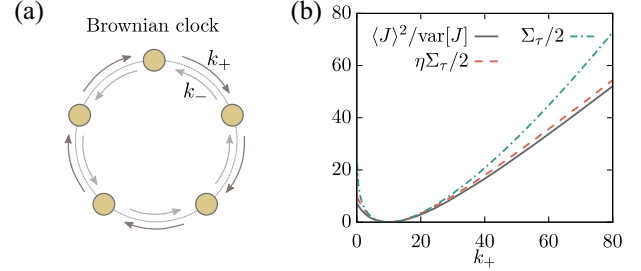 (a)
Brownian clock
k₊
k₋
(b)
⟨J⟩²/var[J]
Σ_τ/2
ηΣ_τ/2
80
60
40
20
0
0 20 40 60 80
k₊